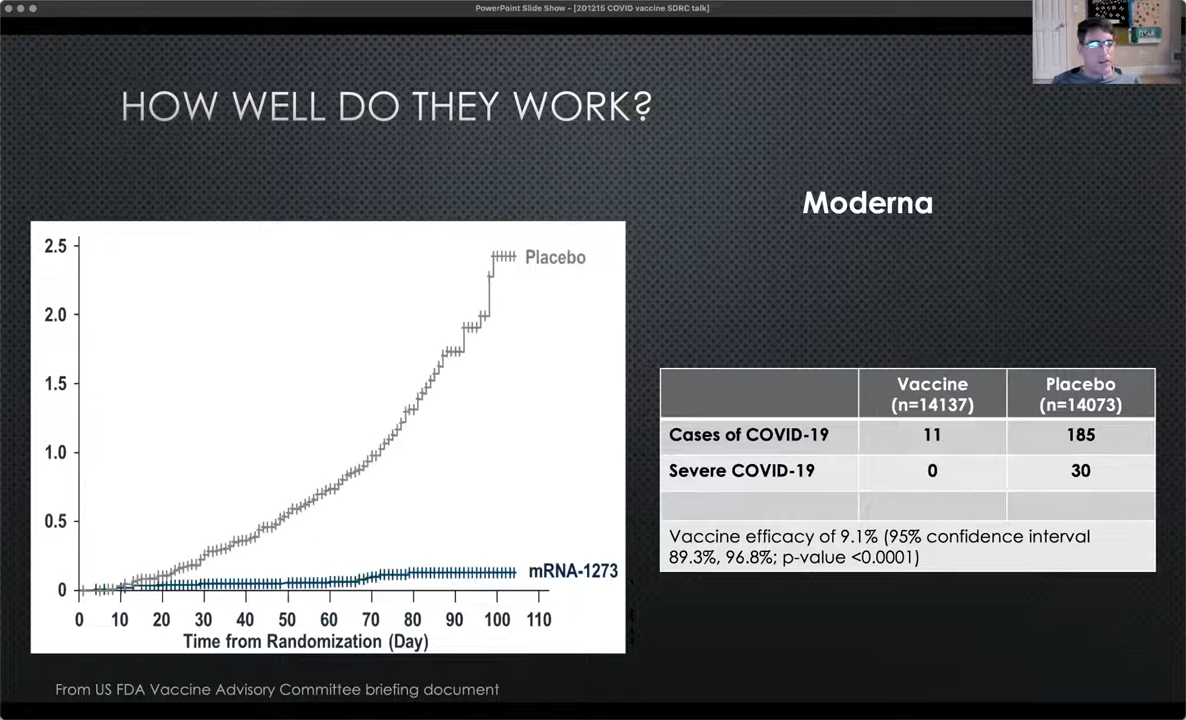 PowerPoint Slide Show - [201215 COVID vaccine SDRC talk]
HOW WELL DO THEY WORK?
Moderna
2.5
2.0
1.5
1.0
0.5
0
Placebo
mRNA-1273
0 10 20 30 40 50 60 70 80 90 100 110
Time from Randomization (Day)
Vaccine (n=14137) Placebo (n=14073)
Cases of COVID-19 11 185
Severe COVID-19 0 30
Vaccine efficacy of 9.1% (95% confidence interval
89.3%, 96.8%; p-value <0.0001)
From US FDA Vaccine Advisory Committee briefing document